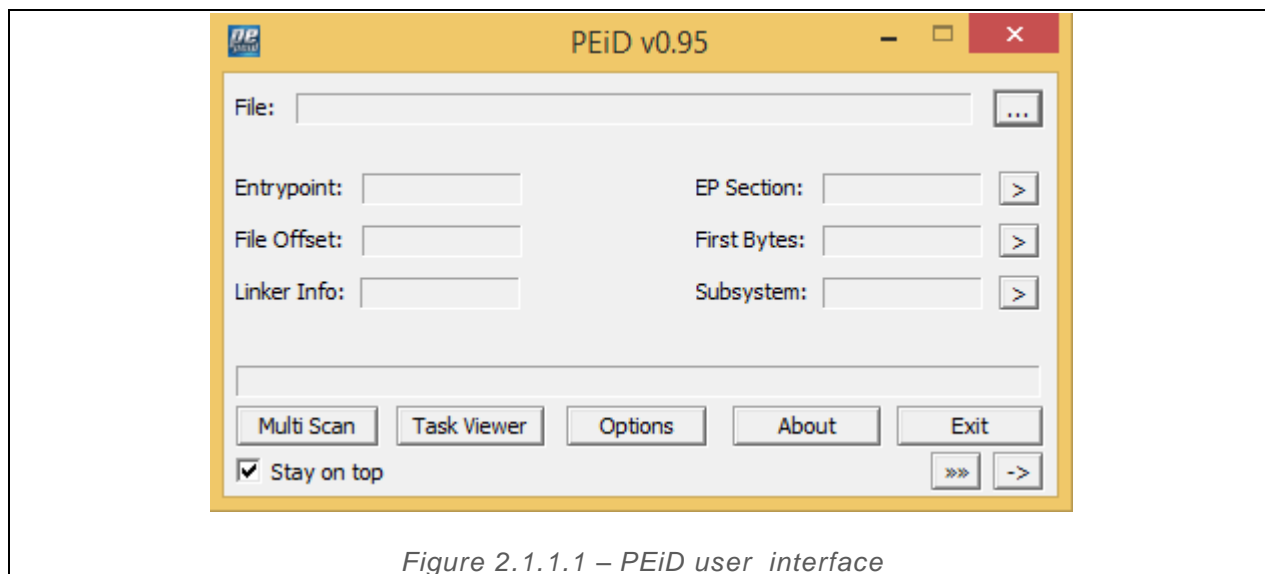 PEiD v0.95
File: ...
Entrypoint: EP Section: >
File Offset: First Bytes: >
Linker Info: Subsystem: >
Multi Scan Task Viewer Options About Exit
Stay on top »» ->
Figure 2.1.1.1 – PEiD user interface